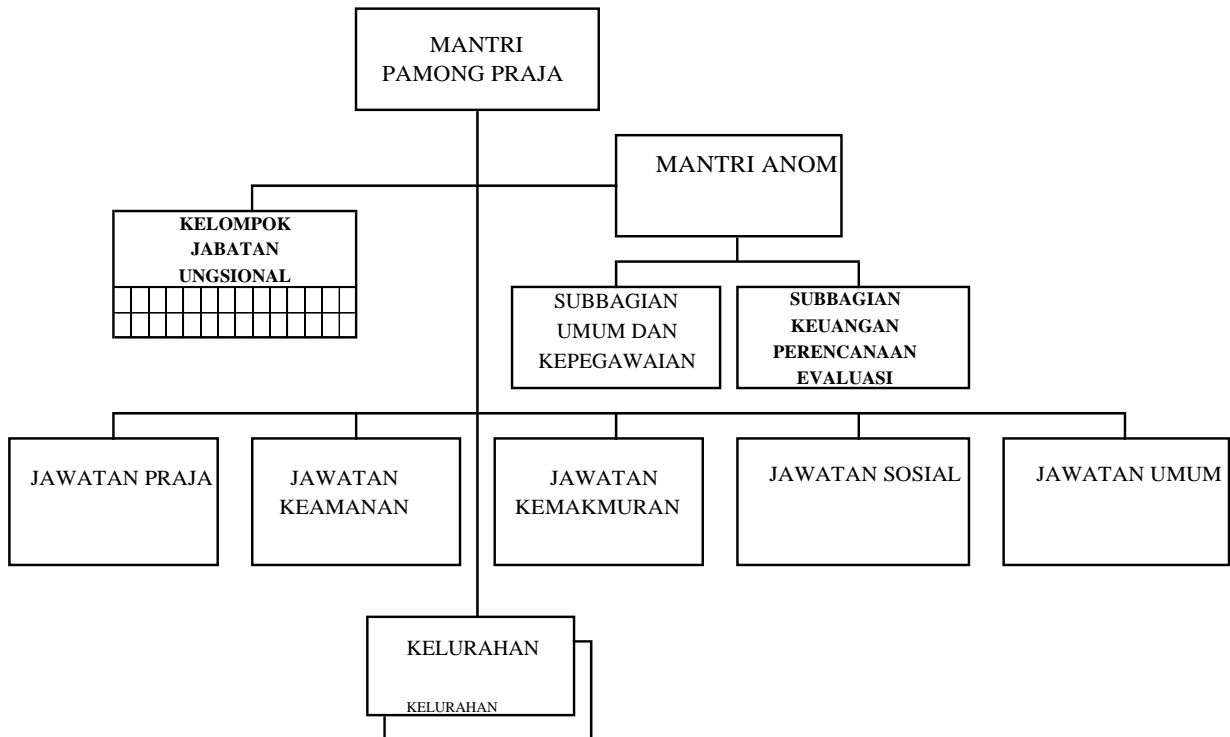 MANTRI
PAMONG PRAJA
MANTRI ANOM
KELOMPOK
JABATAN
UNGSIONAL
SUBBAGIAN
UMUM DAN
KEPEGAWAIAN
SUBBAGIAN
KEUANGAN
PERENCANAAN
EVALUASI
JAWATAN PRAJA
JAWATAN
KEAMANAN
JAWATAN
KEMAKMURAN
JAWATAN SOSIAL
JAWATAN UMUM
KELURAHAN
KELURAHAN